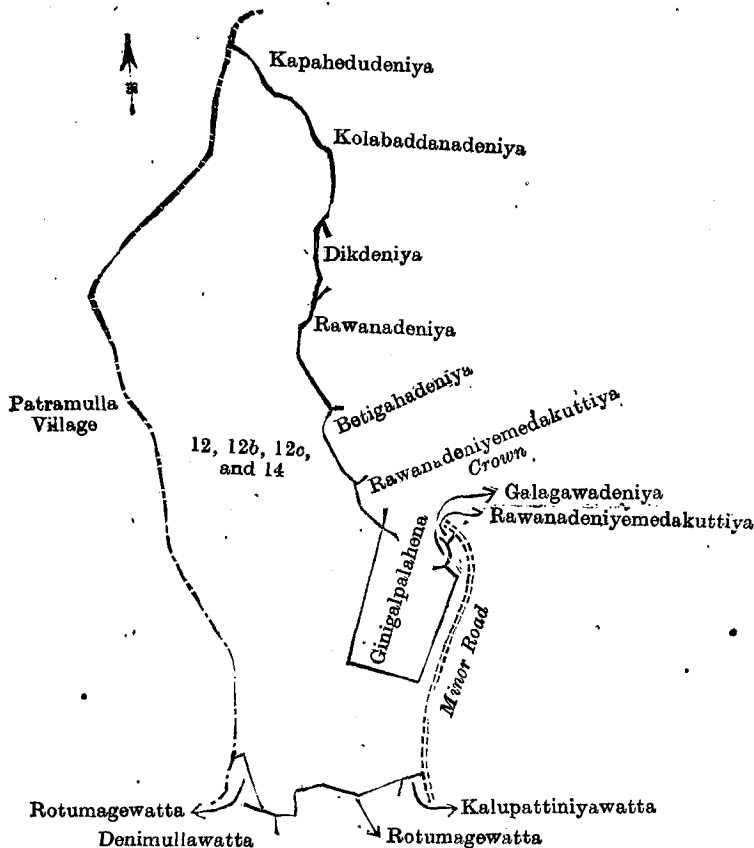 Kapahedudeniya
Kolabaddanadeniya
Dikdeniya
Rawanadeniya
Betigahadeniya
Patramulla
Village
12, 12b, 12c,
and 14
Rawanadeniyemedakuttiya
Crown
Galagawadeniya
Rawanadeniyemedakuttiya
Ginigalpalahena
Minor Road
Rotumagewatta
Kalupattiniyawatta
Denimullawatta
Rotumagewatta